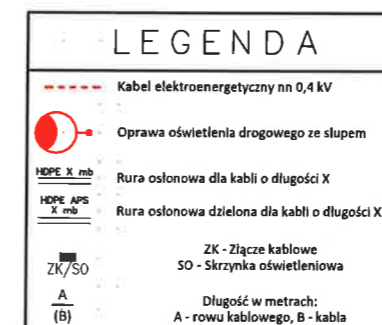 LEGENDA
Kabel elektroenergetyczny nn 0,4 kV
Oprawa oświetlenia drogowego ze słupem
HDPE X mb
Rura osłonowa dla kabli o długości X
HDPE APS
X mb
Rura osłonowa dzielona dla kabli o długości X
ZK/SO
ZK - Złącze kablowe
SO - Skrzynka oświetleniowa
A
(B)
Długość w metrach:
A - rowu kablowego, B - kabla